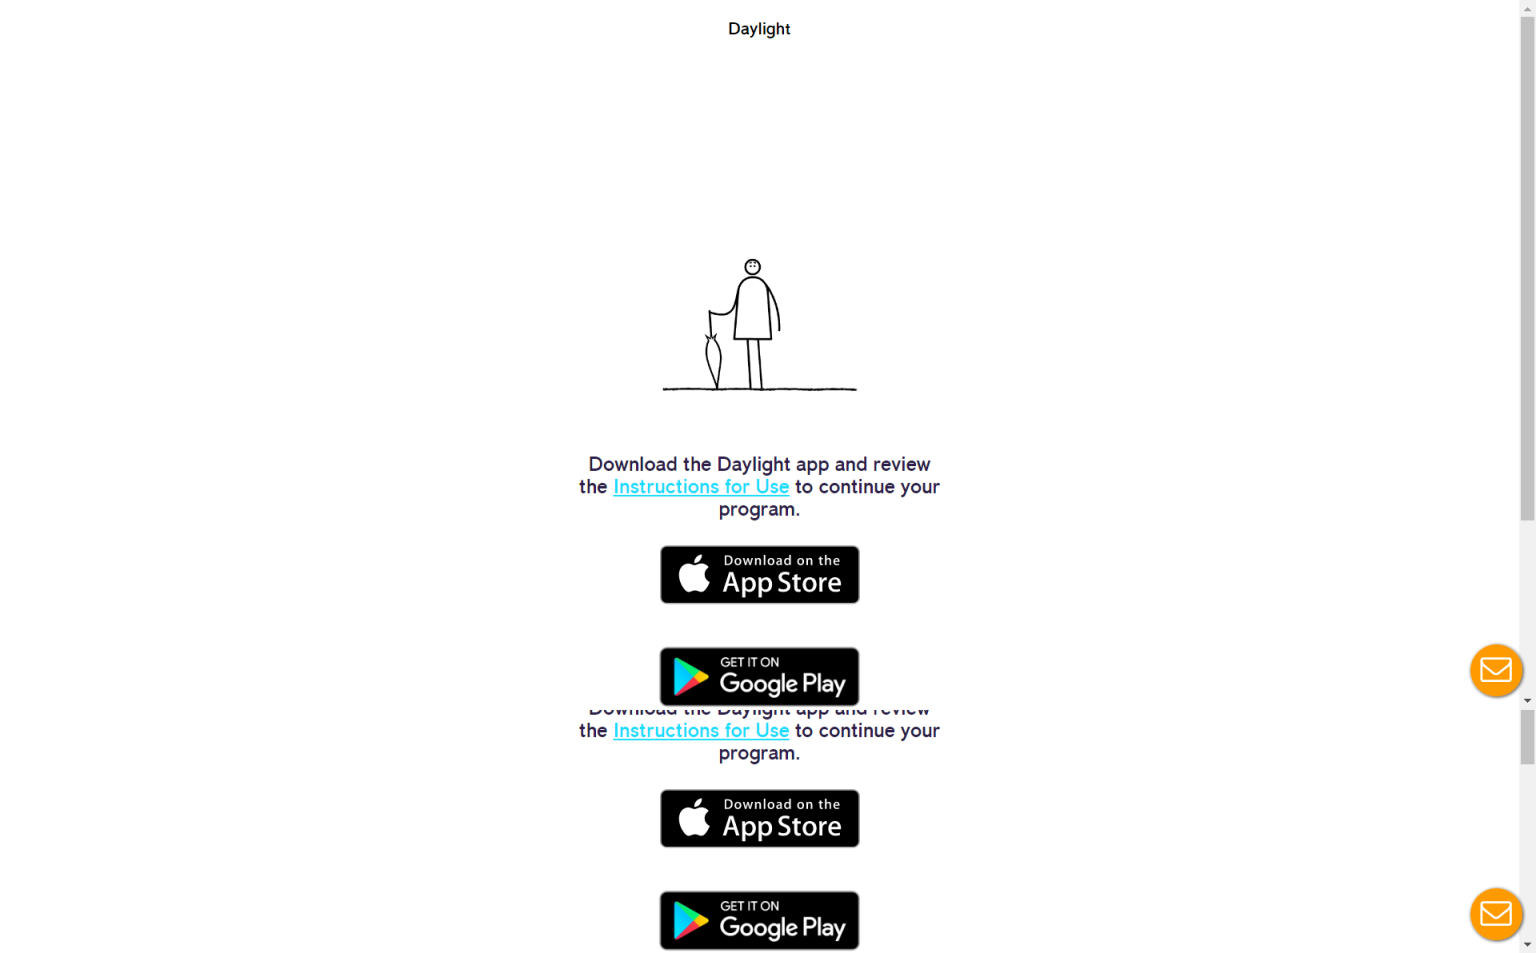 Daylight
Download the Daylight app and review
the Instructions for Use to continue your
program.
Download on the
App Store
GET IT ON
Google Play
Download the Daylight app and review
the Instructions for Use to continue your
program.
Download on the
App Store
GET IT ON
Google Play